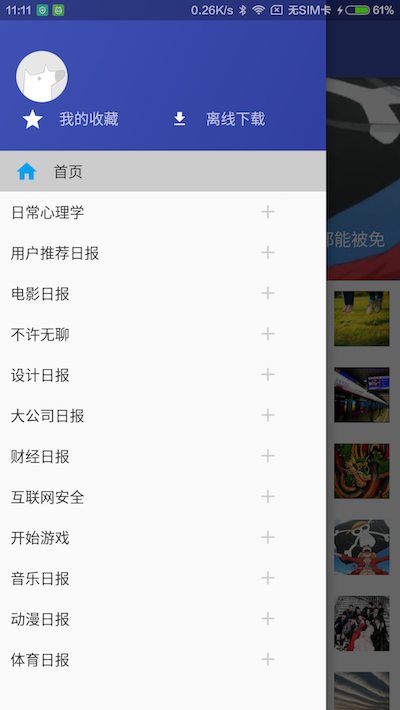 11:11 0.26K/s 无SIM卡 61%
都能被免
我的收藏 离线下载
首页
日常心理学
用户推荐日报
电影日报
不许无聊
设计日报
大公司日报
财经日报
互联网安全
开始游戏
音乐日报
动漫日报
体育日报